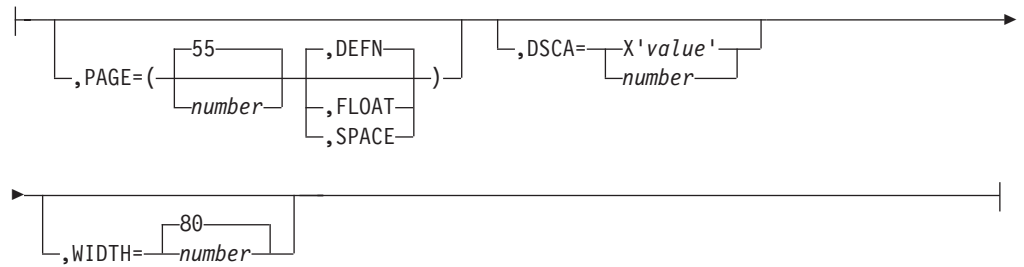 55 ,DEFN ,DSCA= X'value'
,PAGE=( ) number
number ,FLOAT
,SPACE
80
,WIDTH= number